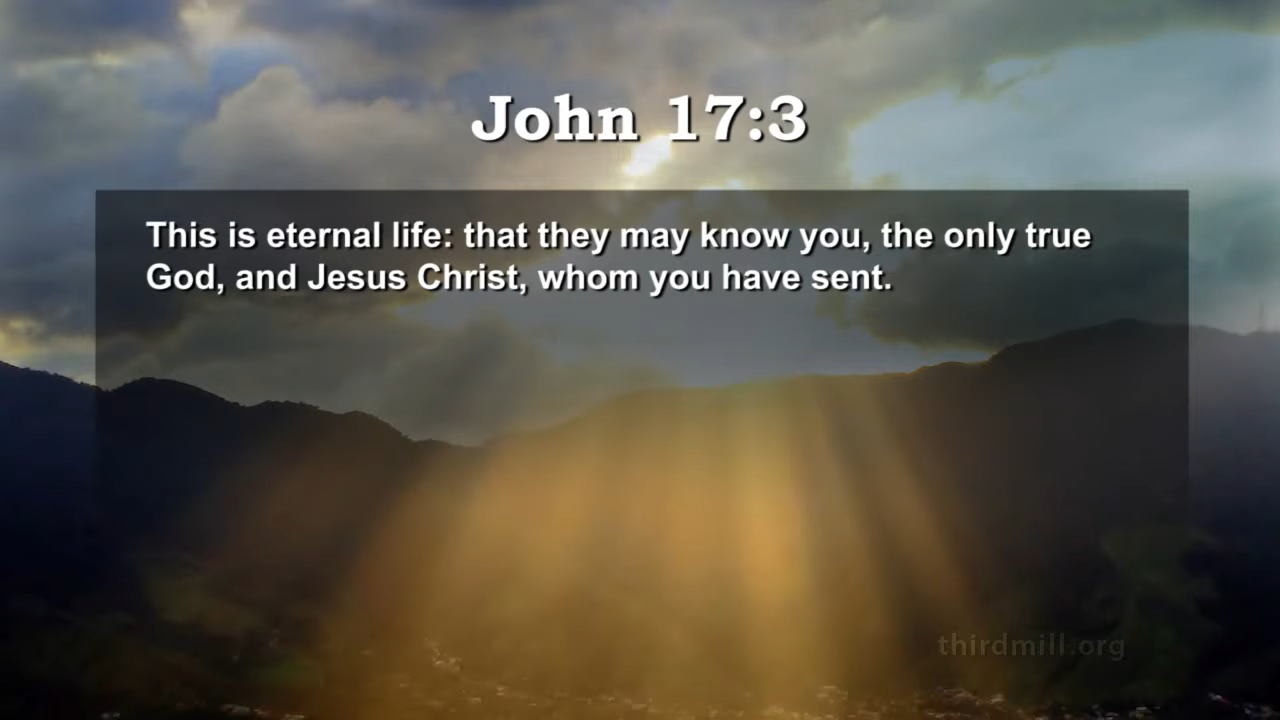 John 17:3
This is eternal life: that they may know you, the only true
God, and Jesus Christ, whom you have sent.
thirdmill.org